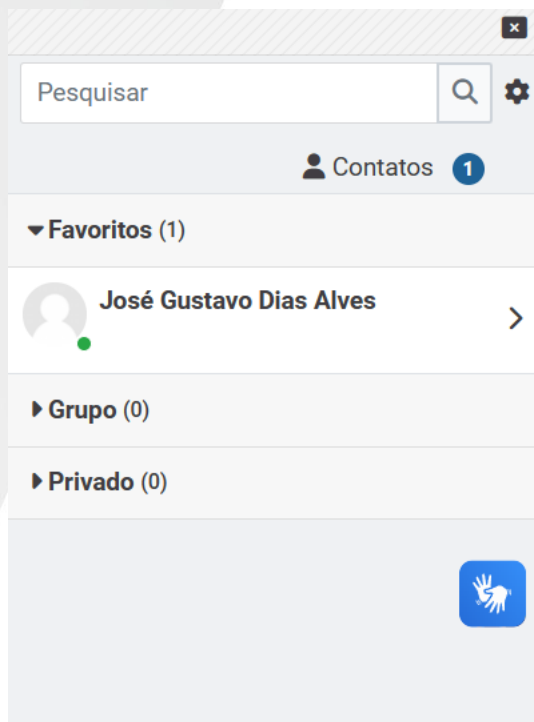 Pesquisar
Contatos 1
Favoritos (1)
José Gustavo Dias Alves
Grupo (0)
Privado (0)